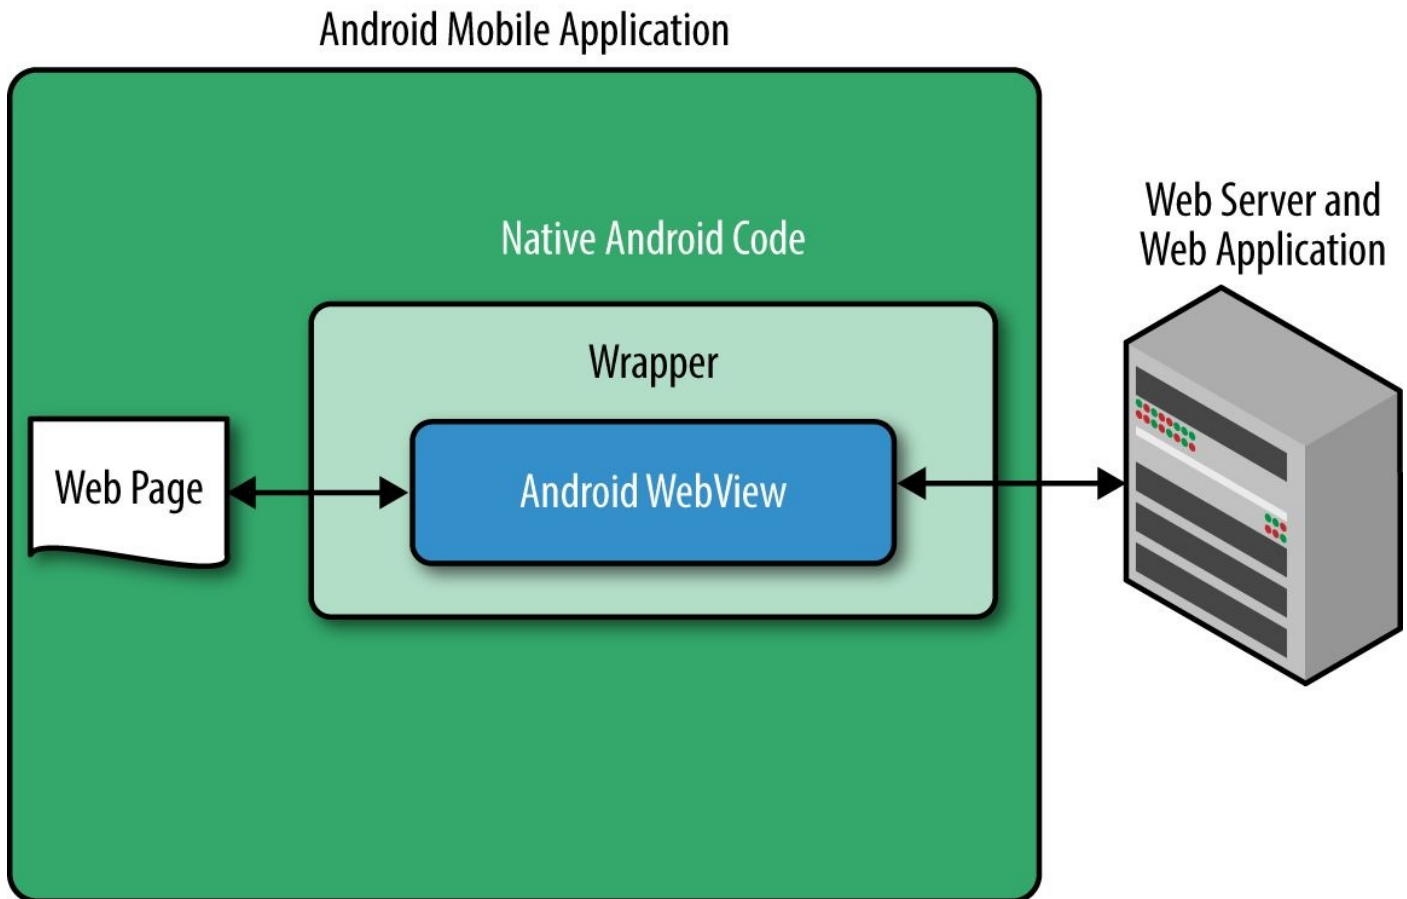 Android Mobile Application
Web Server and
Web Application
Native Android Code
Wrapper
Web Page
Android WebView